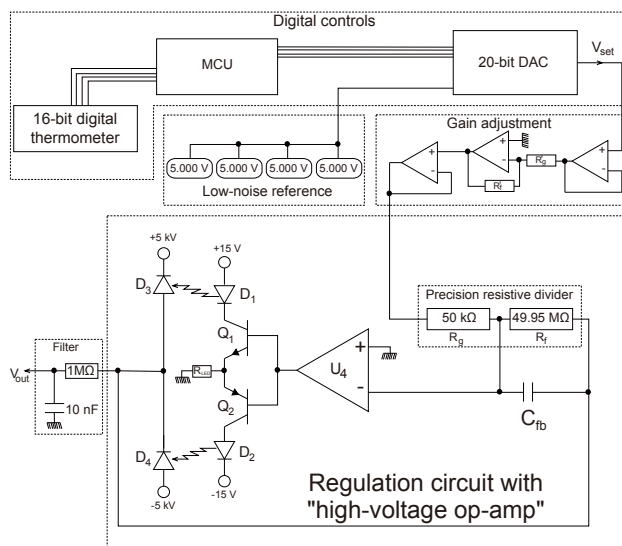 Digital controls
MCU
20-bit DAC
V_set
16-bit digital
thermometer
5.000 V 5.000 V 5.000 V 5.000 V
Low-noise reference
Gain adjustment
+ - + - R'_f R'_g + -
+5 kV
+15 V
D_3
D_1
Q_1
Precision resistive divider
50 kΩ 49.95 MΩ
R_g R_f
Filter
V_out
1MΩ
10 nF
R_LED
+
U_4
-
Q_2
C_fb
D_4
D_2
-15 V
-5 kV
Regulation circuit with
"high-voltage op-amp"